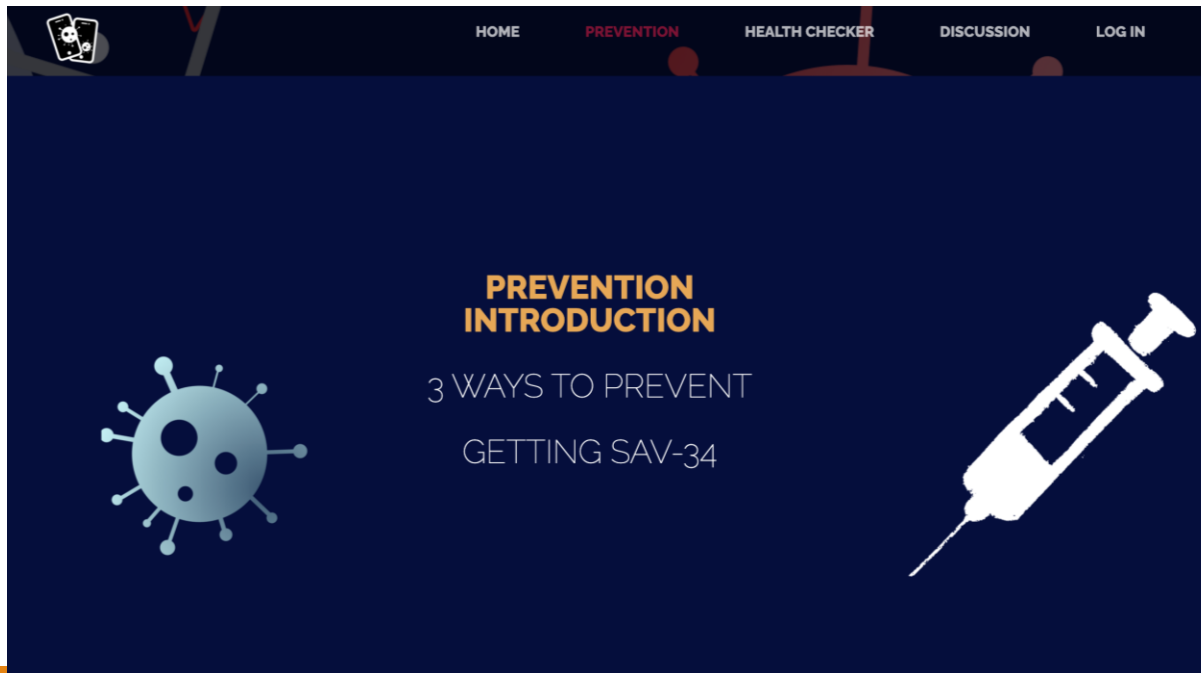 HOME PREVENTION HEALTH CHECKER DISCUSSION LOG IN
PREVENTION
INTRODUCTION
3 WAYS TO PREVENT
GETTING SAV-34